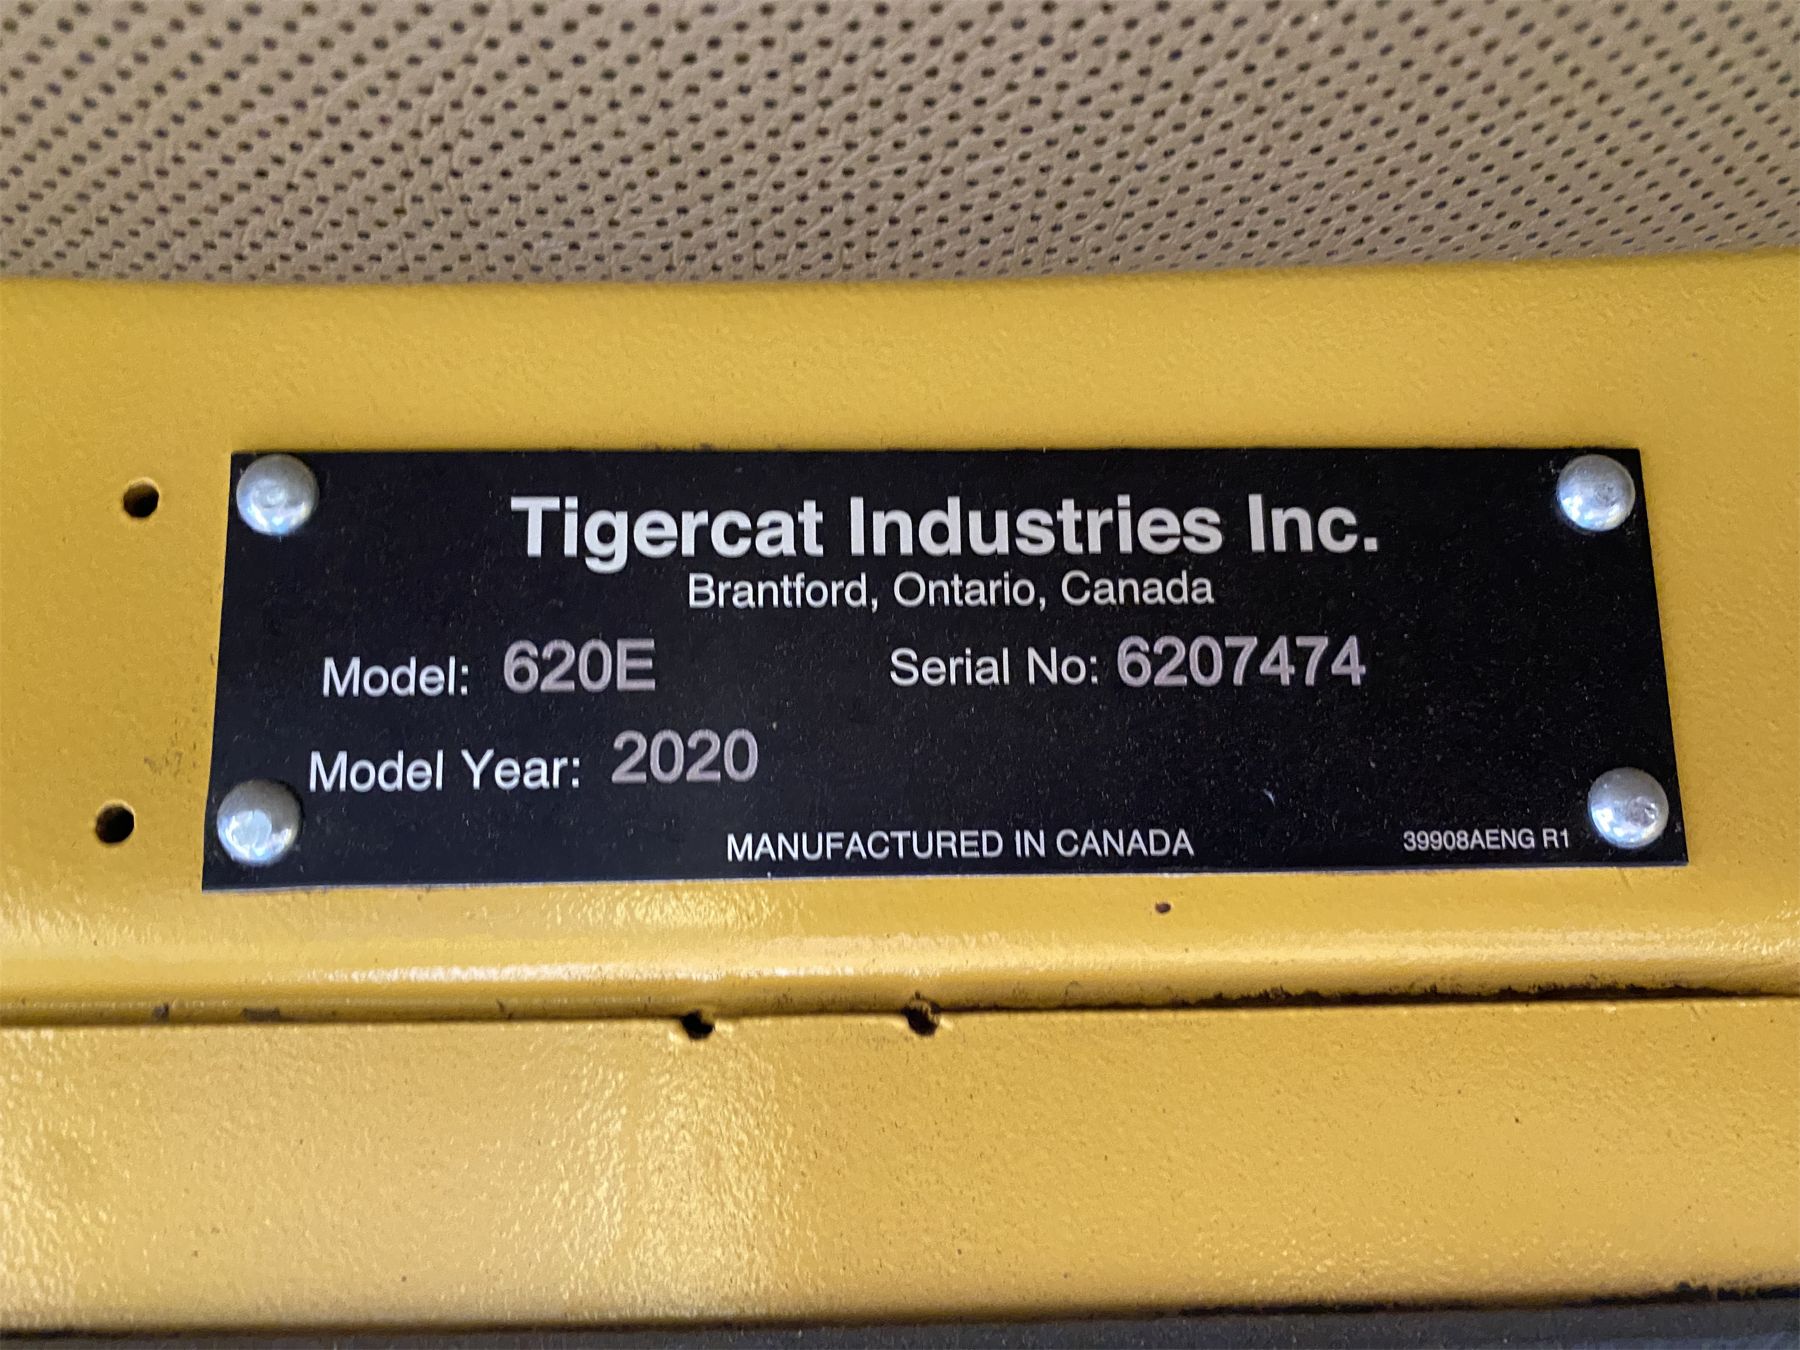 Tigercat Industries Inc.
Brantford, Ontario, Canada
Model: 620E Serial No: 6207474
Model Year: 2020
MANUFACTURED IN CANADA 39908AENG R1